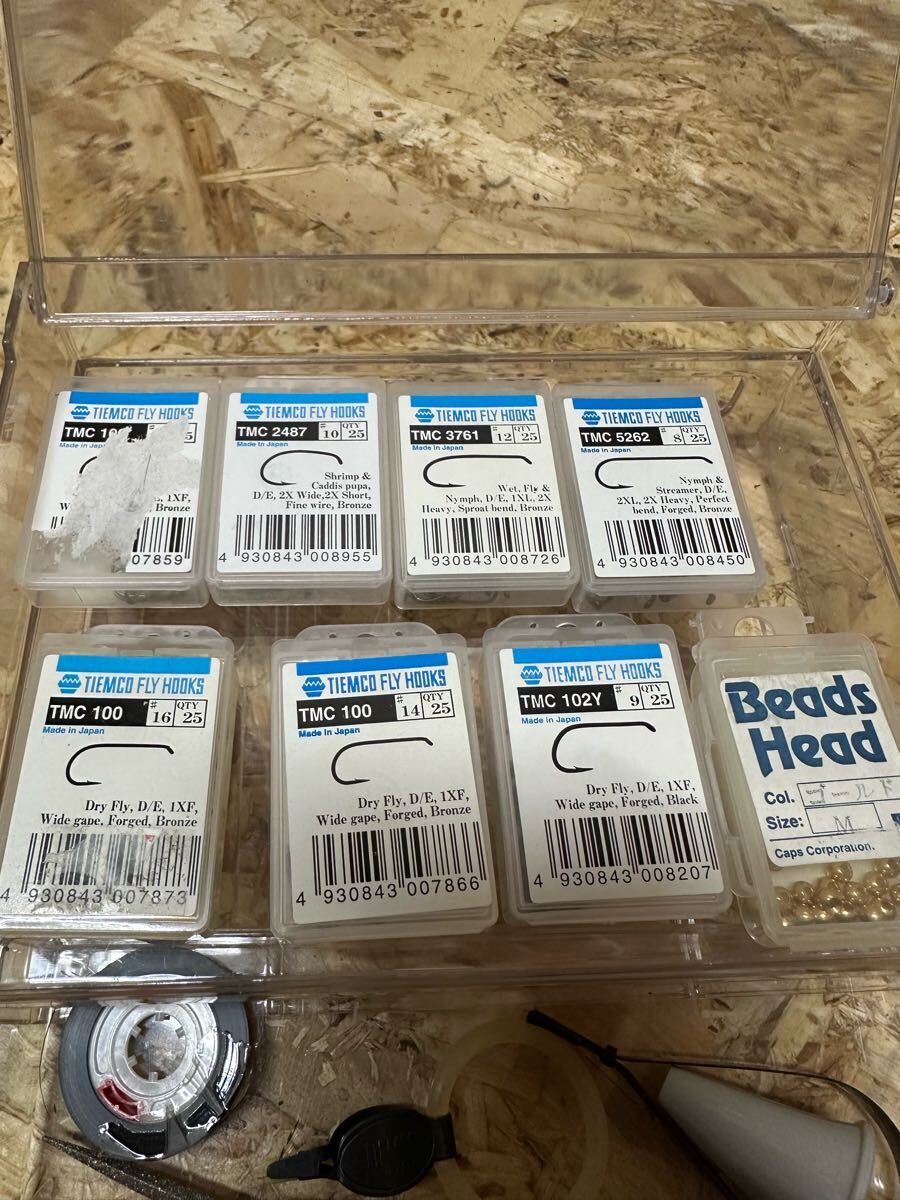 TIEMCO FLY HOOKS
TMC 10
Made in Japan
1XF,
Bronze
07859
TIEMCO FLY HOOKS
TMC 2487 # 10 QTY 25
Made in Japan
Shrimp &
Caddis pupa,
D/E, 2X Wide,2X Short,
Fine wire, Bronze
4 930843 008955
TIEMCO FLY HOOKS
TMC 3761 # 12 QTY 25
Made in Japan
Wet, Fly &
Nymph, D/E, 1XL, 2X
Heavy, Sproat bend, Bronze
4 930843 008726
TIEMCO FLY HOOKS
TMC 5262 # 8 QTY 25
Made in Japan
Nymph &
Streamer, D/E,
2XL, 2X Heavy, Perfect
bend, Forged, Bronze
4 930843 008450
TIEMCO FLY HOOKS
TMC 100 # 16 QTY 25
Made in Japan
Dry Fly, D/E, 1XF,
Wide gape, Forged, Bronze
4 930843 007873
TIEMCO FLY HOOKS
TMC 100 # 14 QTY 25
Made in Japan
Dry Fly, D/E, 1XF,
Wide gape, Forged, Bronze
4 930843 007866
TIEMCO FLY HOOKS
TMC 102Y # 9 QTY 25
Made in Japan
Dry Fly, D/E, 1XF,
Wide gape, Forged, Black
4 930843 008207
Beads
Head
Col.
Size: M
Caps Corporation.